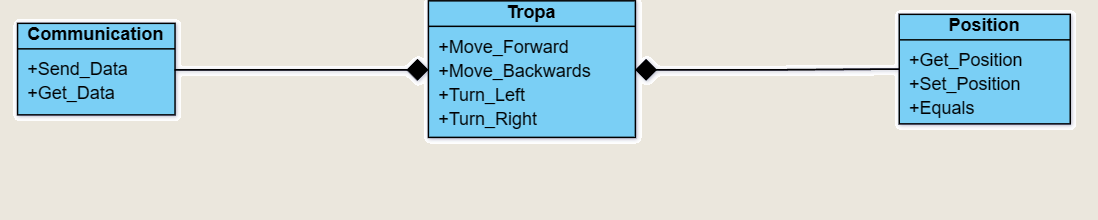 Communication
+Send_Data
+Get_Data
Tropa
+Move_Forward
+Move_Backwards
+Turn_Left
+Turn_Right
Position
+Get_Position
+Set_Position
+Equals